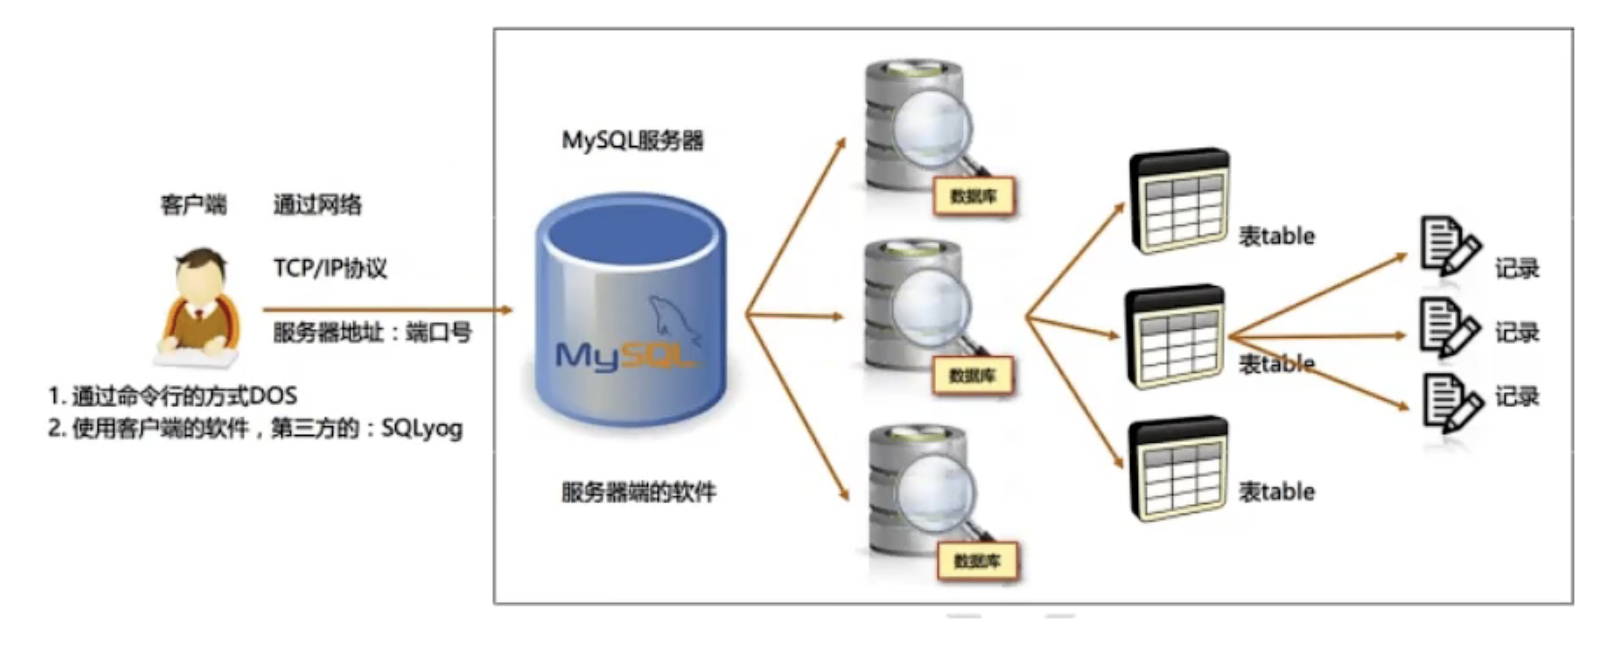 客户端
通过网络
TCP/IP协议
服务器地址：端口号
1. 通过命令行的方式DOS
2. 使用客户端的软件，第三方的：SQLyog
MySQL服务器
MySQL
服务器端的软件
数据库
数据库
数据库
表table
表table
表table
记录
记录
记录